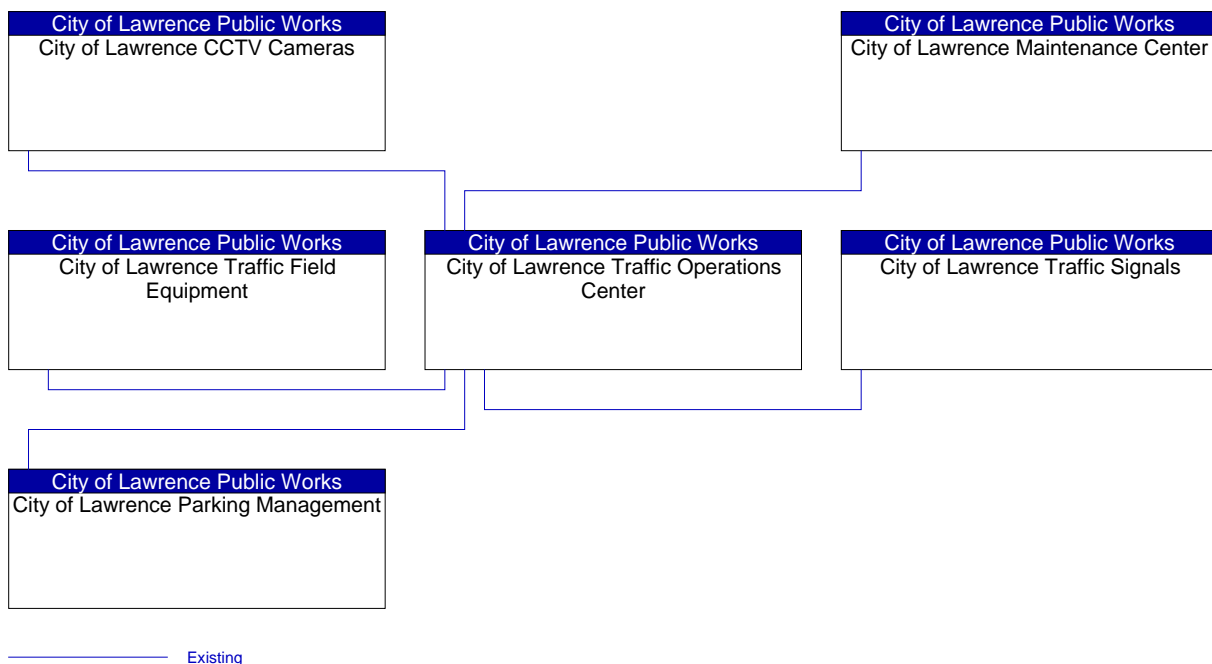 City of Lawrence Public Works
City of Lawrence CCTV Cameras
City of Lawrence Public Works
City of Lawrence Maintenance Center
City of Lawrence Public Works
City of Lawrence Traffic Field
Equipment
City of Lawrence Public Works
City of Lawrence Traffic Operations
Center
City of Lawrence Public Works
City of Lawrence Traffic Signals
City of Lawrence Public Works
City of Lawrence Parking Management
Existing